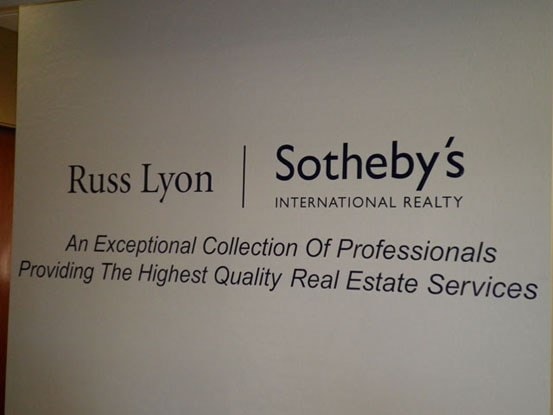 Russ Lyon | Sotheby's
INTERNATIONAL REALTY
An Exceptional Collection Of Professionals
Providing The Highest Quality Real Estate Services